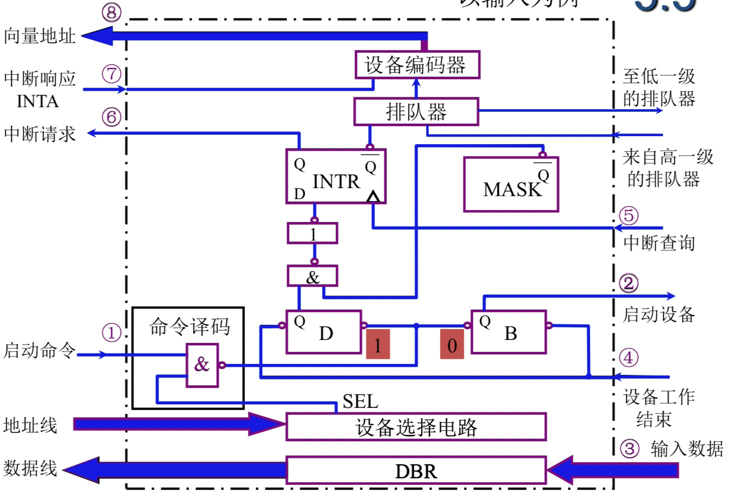 以输入为例
5.5
⑧
向量地址
设备编码器
中断响应
INTA
⑦
至低一级
的排队器
排队器
⑥
中断请求
来自高一级
的排队器
Q
Q̅
INTR
D
Q̅
MASK
⑤
中断查询
1
&
②
启动设备
命令译码
Q
D
1
0
Q
B
①
启动命令
&
④
设备工作
结束
SEL
地址线
设备选择电路
③ 输入数据
数据线
DBR